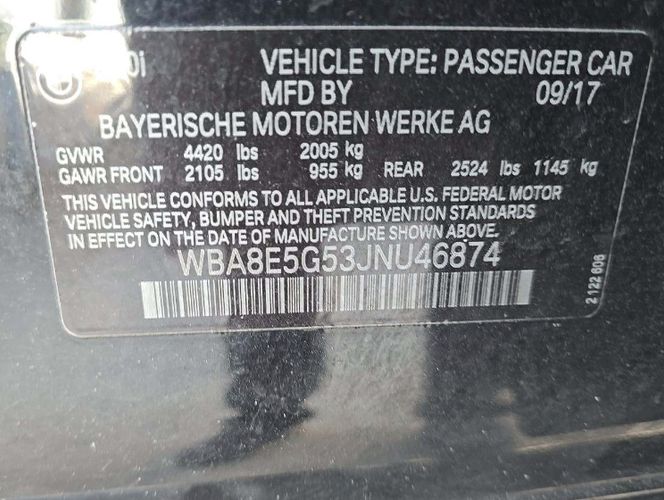 VEHICLE TYPE: PASSENGER CAR
MFD BY 09/17
BAYERISCHE MOTOREN WERKE AG
GVWR 4420 lbs 2005 kg
GAWR FRONT 2105 lbs 955 kg REAR 2524 lbs 1145 kg
THIS VEHICLE CONFORMS TO ALL APPLICABLE U.S. FEDERAL MOTOR
VEHICLE SAFETY, BUMPER AND THEFT PREVENTION STANDARDS
IN EFFECT ON THE DATE OF MANUFACTURE SHOWN ABOVE.
WBA8E5G53JNU46874
2122606